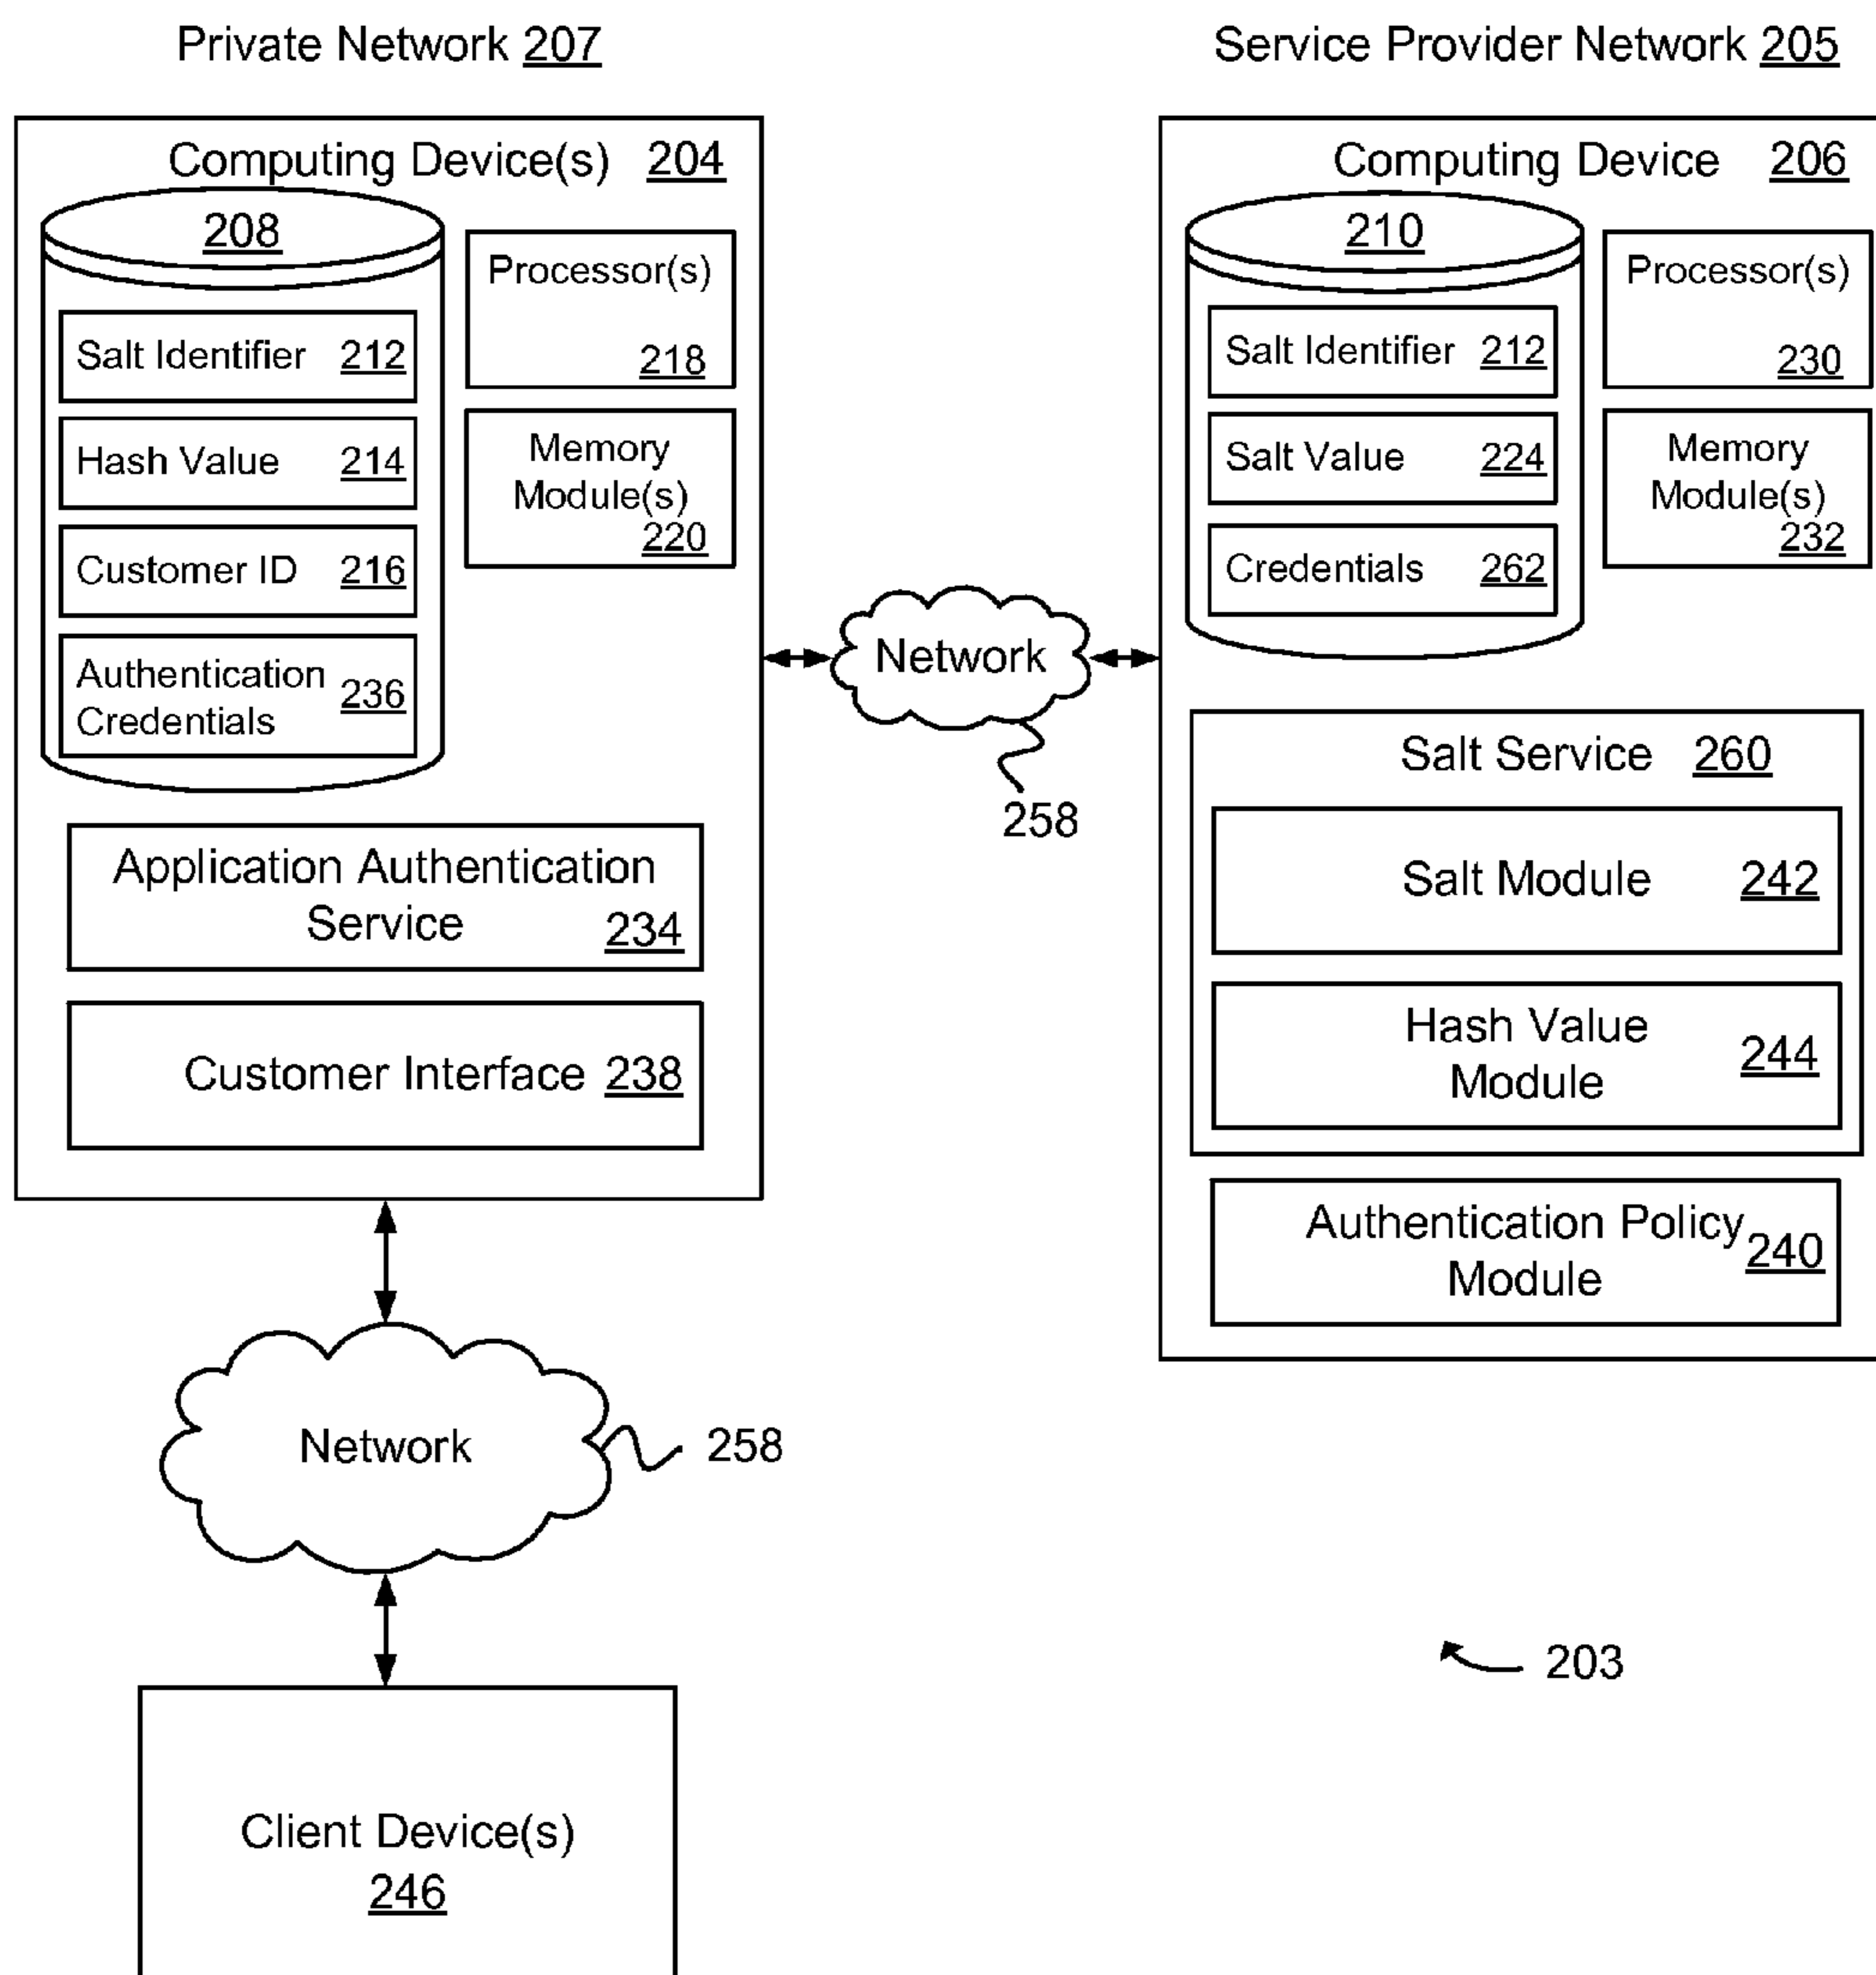 Private Network 207
Service Provider Network 205
Computing Device(s) 204
208
Salt Identifier 212
Hash Value 214
Customer ID 216
Authentication
Credentials 236
Processor(s)
218
Memory
Module(s)
220
Application Authentication
Service 234
Customer Interface 238
Network
258
Computing Device 206
210
Salt Identifier 212
Salt Value 224
Credentials 262
Processor(s)
230
Memory
Module(s)
232
Salt Service 260
Salt Module 242
Hash Value
Module 244
Authentication Policy
Module 240
Network
258
203
Client Device(s)
246